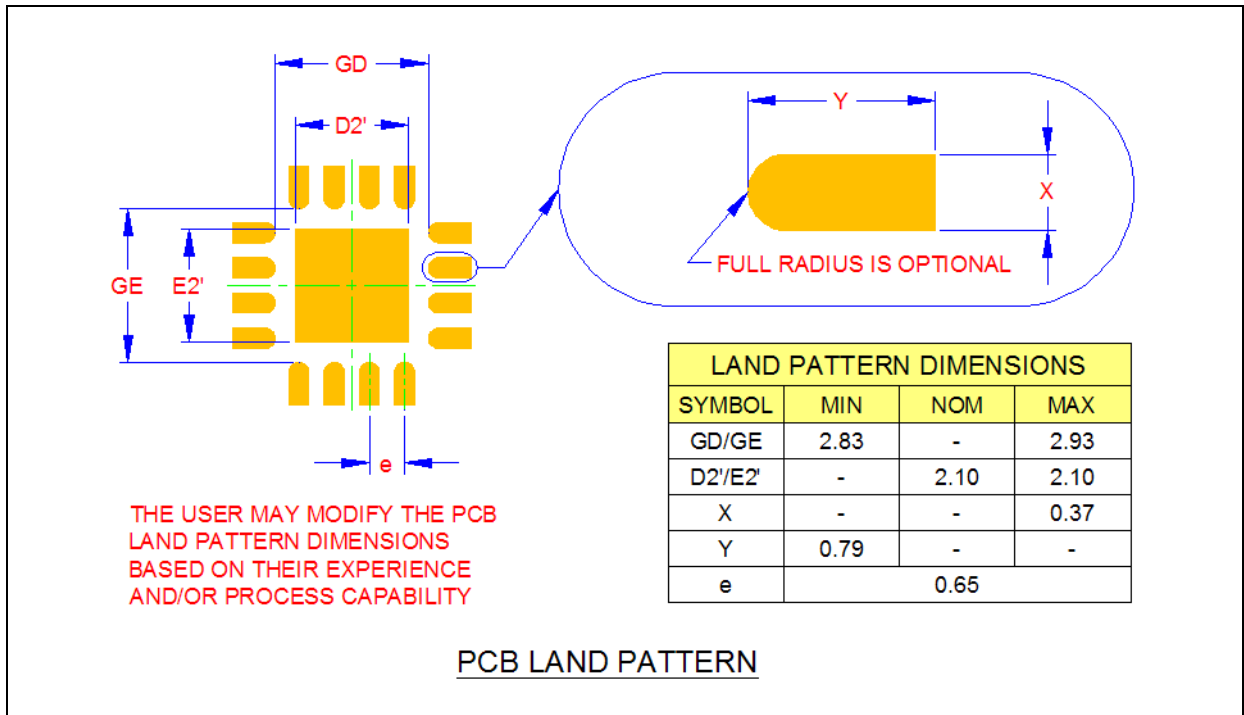 GD
D2'
GE
E2'
e
Y
X
FULL RADIUS IS OPTIONAL
THE USER MAY MODIFY THE PCB
LAND PATTERN DIMENSIONS
BASED ON THEIR EXPERIENCE
AND/OR PROCESS CAPABILITY
LAND PATTERN DIMENSIONS
SYMBOL MIN NOM MAX
GD/GE 2.83 - 2.93
D2'/E2' - 2.10 2.10
X - - 0.37
Y 0.79 - -
e 0.65
PCB LAND PATTERN